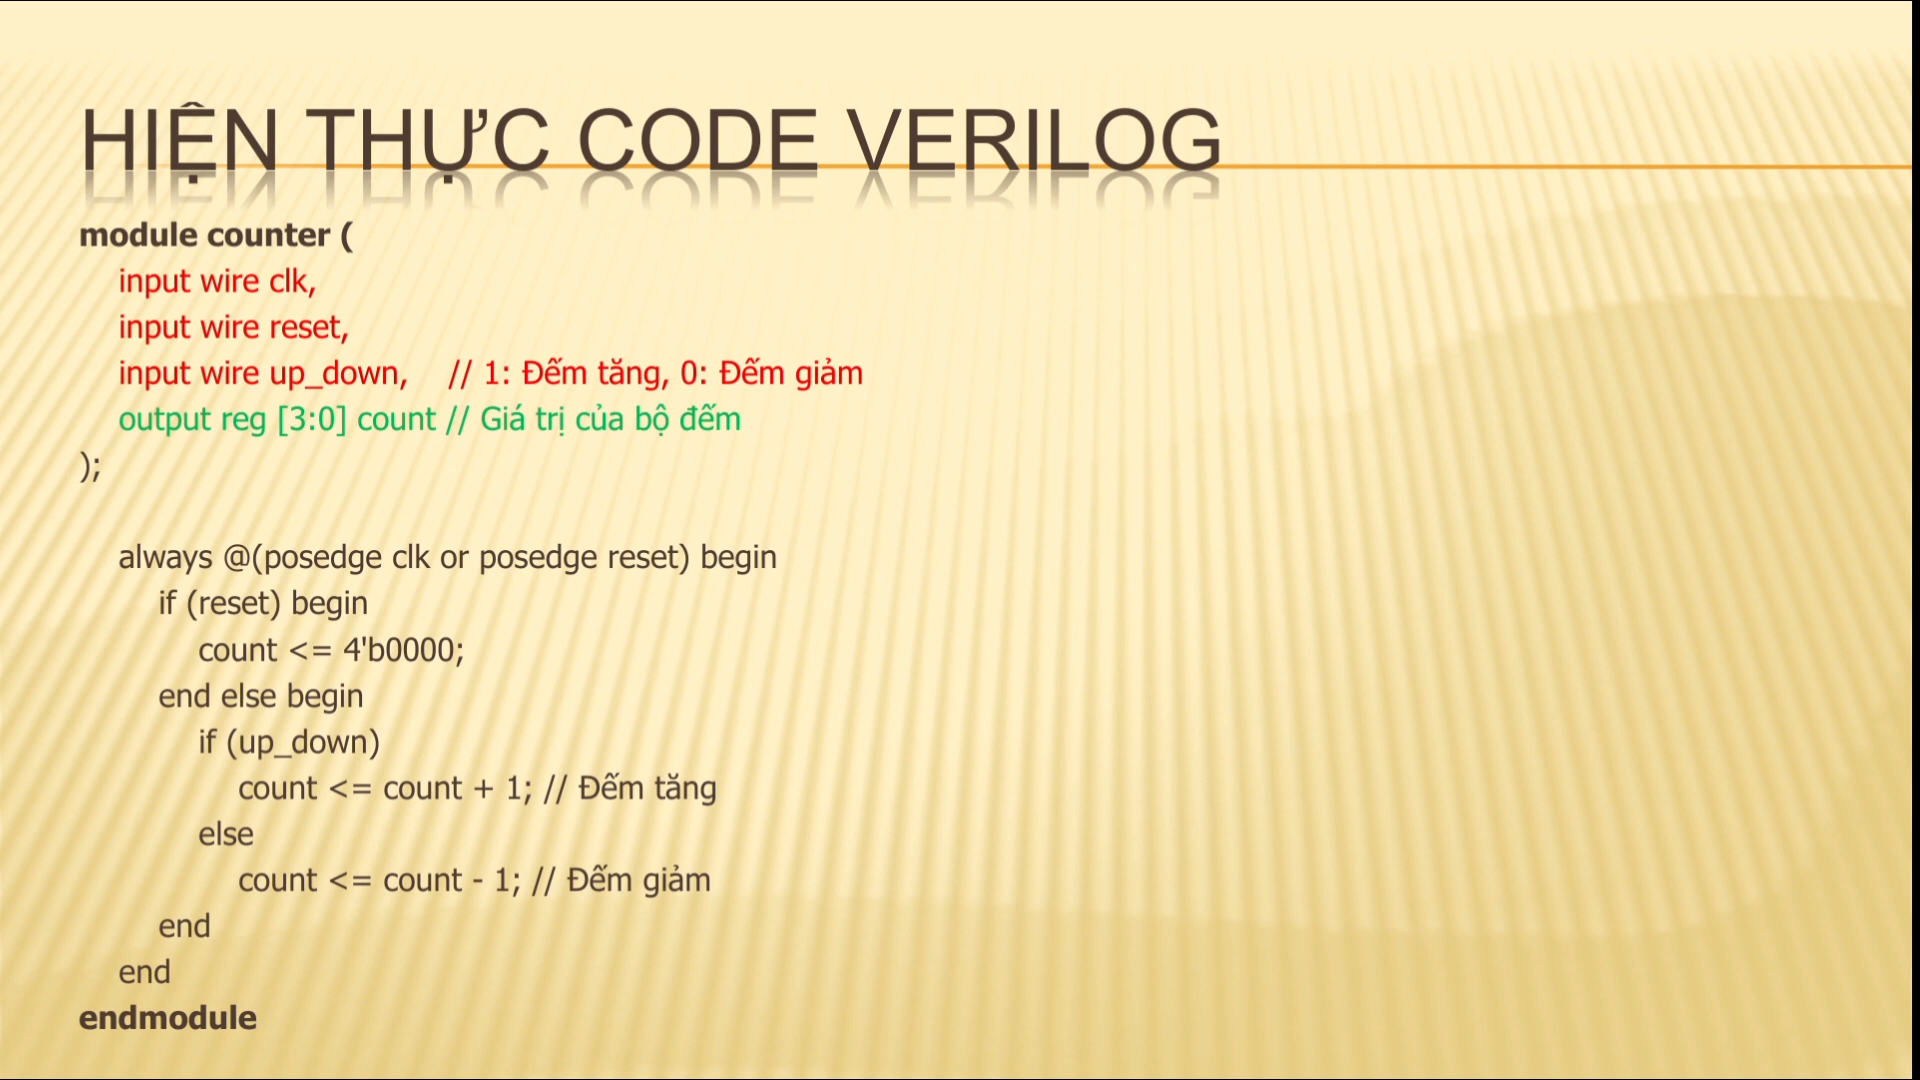 HIỆN THỰC CODE VERILOG
module counter (
input wire clk,
input wire reset,
input wire up_down, // 1: Đếm tăng, 0: Đếm giảm
output reg [3:0] count // Giá trị của bộ đếm
);
always @(posedge clk or posedge reset) begin
if (reset) begin
count <= 4'b0000;
end else begin
if (up_down)
count <= count + 1; // Đếm tăng
else
count <= count - 1; // Đếm giảm
end
end
endmodule